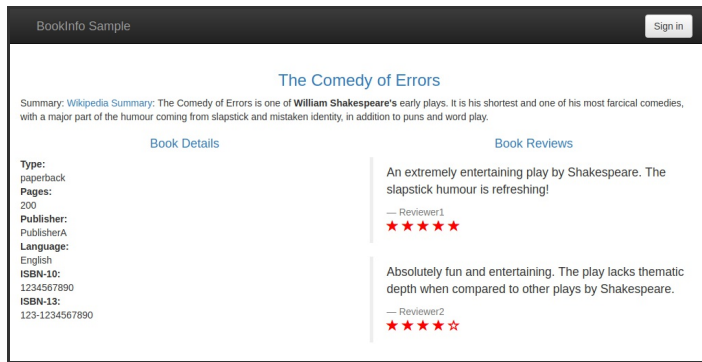 BookInfo Sample
Sign in
The Comedy of Errors
Summary: Wikipedia Summary: The Comedy of Errors is one of William Shakespeare's early plays. It is his shortest and one of his most farcical comedies,
with a major part of the humour coming from slapstick and mistaken identity, in addition to puns and word play.
Book Details
Type:
paperback
Pages:
200
Publisher:
PublisherA
Language:
English
ISBN-10:
1234567890
ISBN-13:
123-1234567890
Book Reviews
An extremely entertaining play by Shakespeare. The
slapstick humour is refreshing!
— Reviewer1
Absolutely fun and entertaining. The play lacks thematic
depth when compared to other plays by Shakespeare.
— Reviewer2